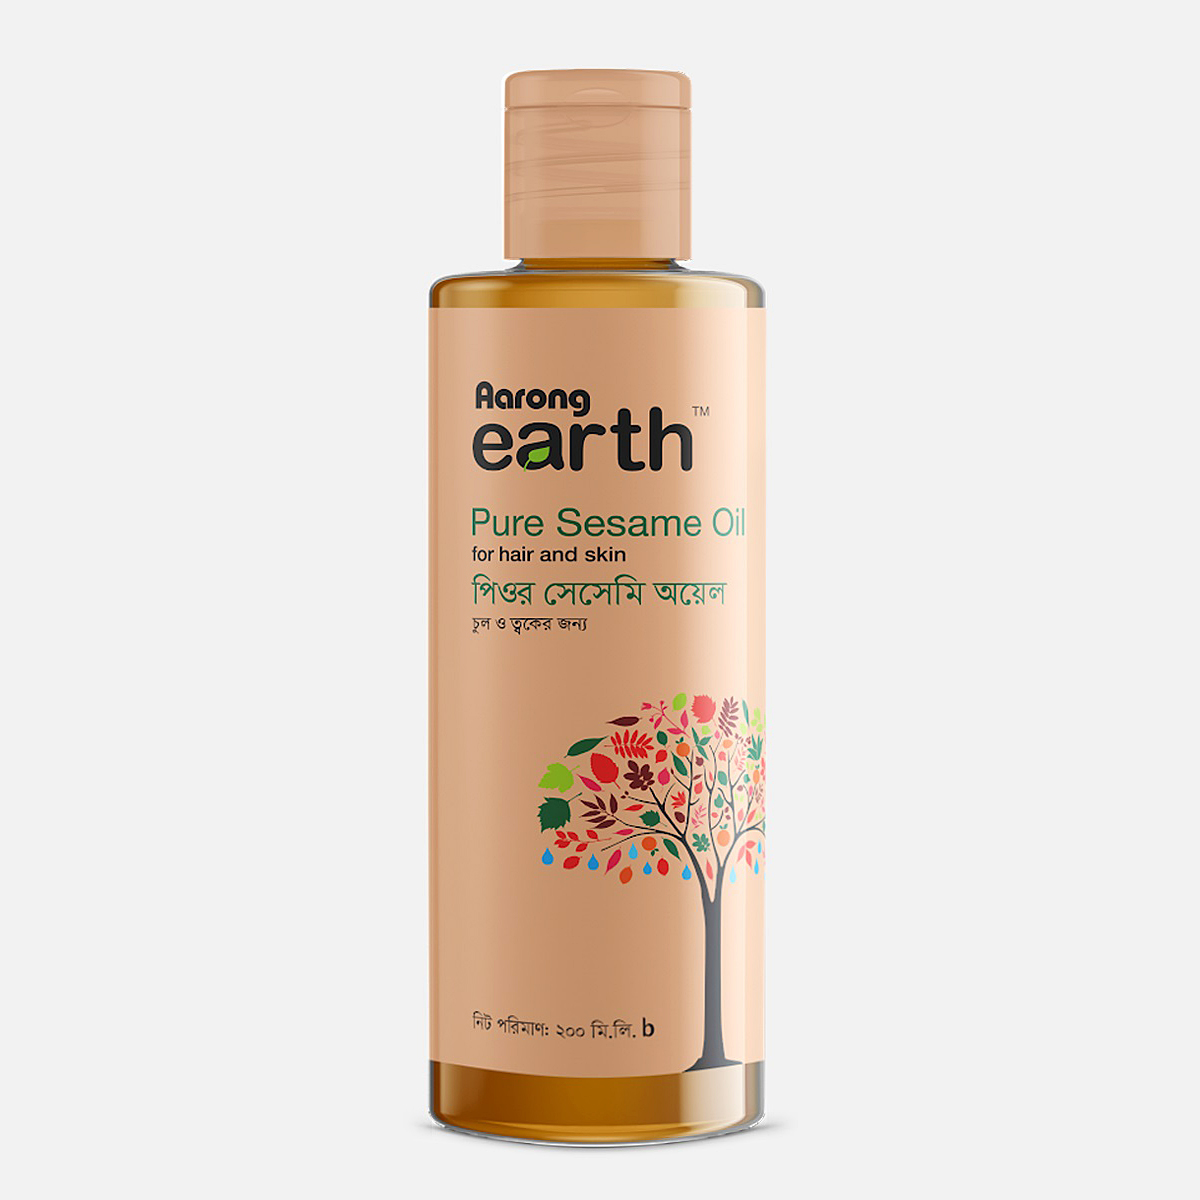 Aarong
earth™
Pure Sesame Oil
for hair and skin
পিওর সেসেমি অয়েল
চুল ও ত্বকের জন্য
নিট পরিমাণ: ২০০ মি.লি. b